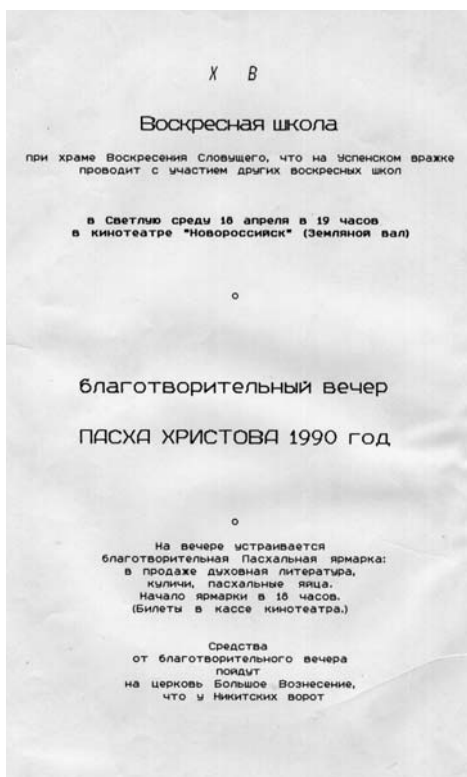 Х В
Воскресная школа
при храме Воскресения Словущего, что на Успенском вражке
проводит с участием других воскресных школ
в Светлую среду 18 апреля в 19 часов
в кинотеатре "Новороссийск" (Земляной вал)
благотворительный вечер
ПАСХА ХРИСТОВА 1990 год
На вечере устраивается
благотворительная Пасхальная ярмарка:
в продаже духовная литература,
куличи, пасхальные яйца.
Начало ярмарки в 18 часов.
(Билеты в кассе кинотеатра.)
Средства
от благотворительного вечера
пойдут
на церковь Большое Вознесение,
что у Никитских ворот